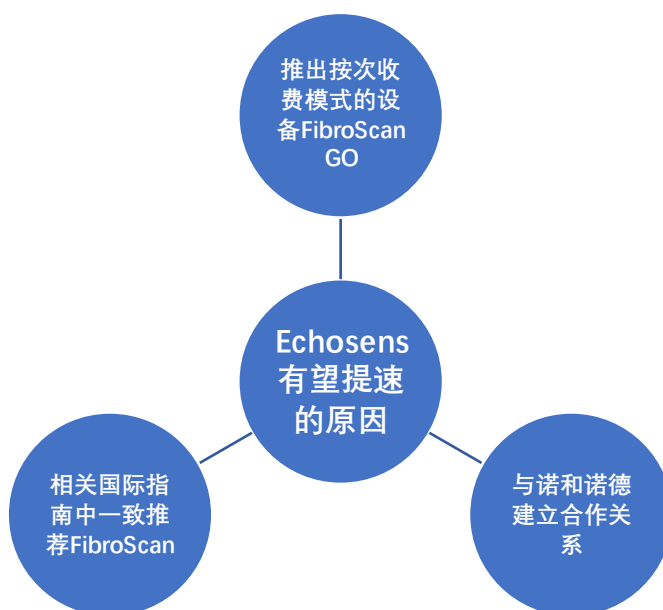 推出按次收
费模式的设
备FibroScan
GO
Echosens
有望提速
的原因
相关国际指
南中一致推
荐FibroScan
与诺和诺德
建立合作关
系